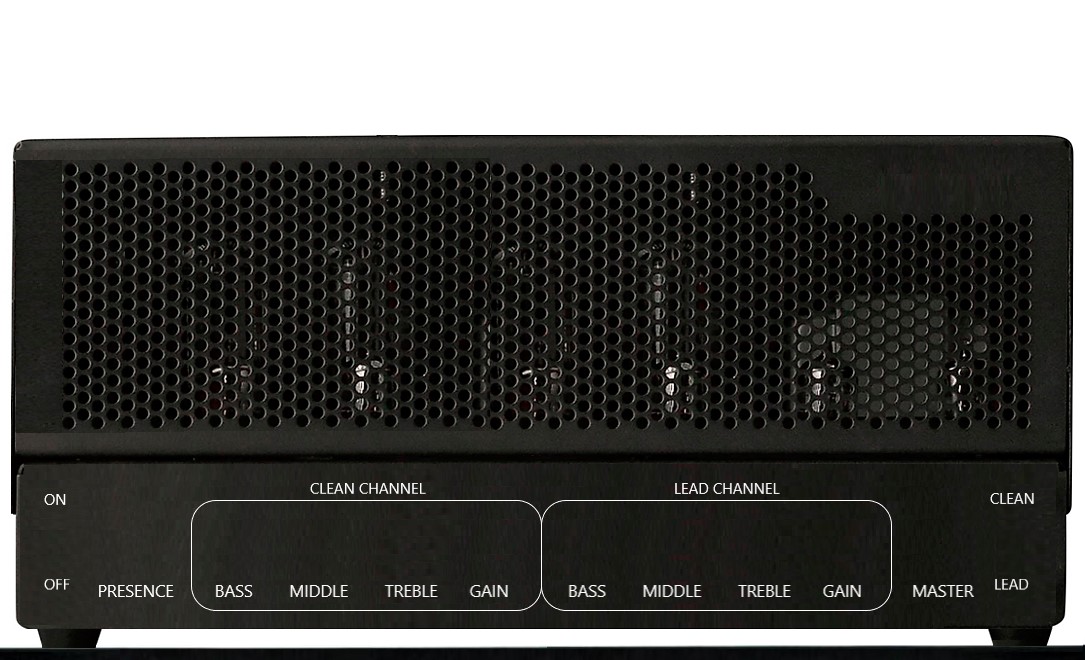 CLEAN CHANNEL
LEAD CHANNEL
ON
CLEAN
OFF
PRESENCE
BASS
MIDDLE
TREBLE
GAIN
BASS
MIDDLE
TREBLE
GAIN
MASTER
LEAD